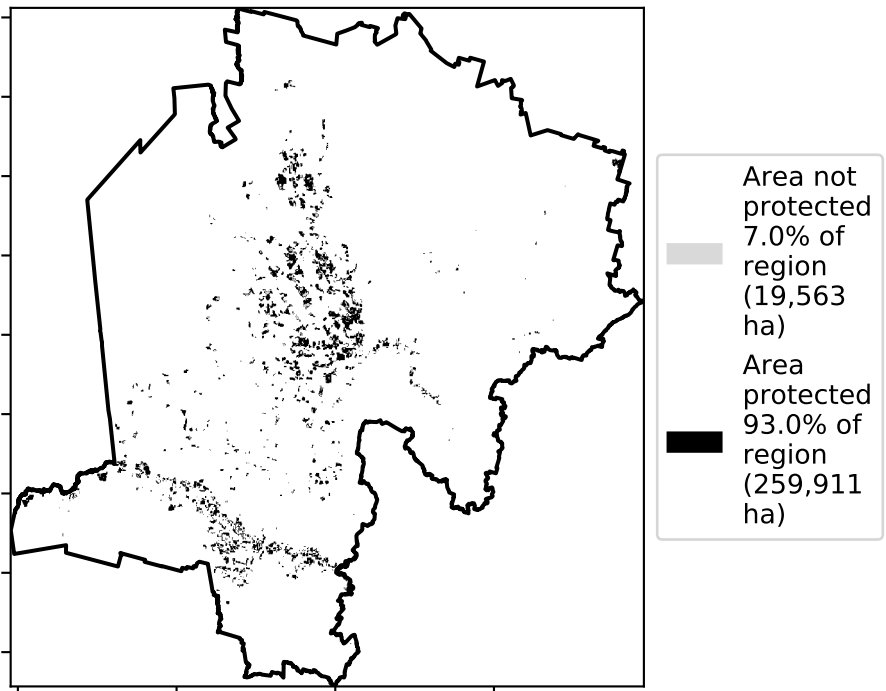 Area not
protected
7.0% of
region
(19,563
ha)
Area
protected
93.0% of
region
(259,911
ha)